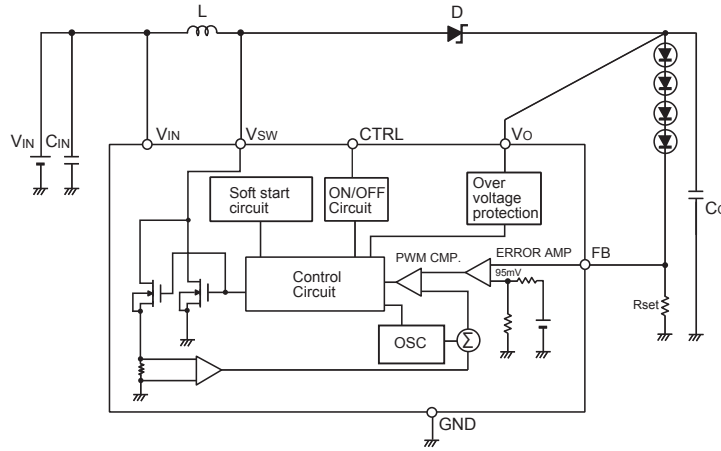 L
D
VIN
CIN
VIN
VSW
CTRL
VO
Soft start
circuit
ON/OFF
Circuit
Over
voltage
protection
CO
PWM CMP.
ERROR AMP
FB
95mV
Control
Circuit
Rset
OSC
Σ
GND